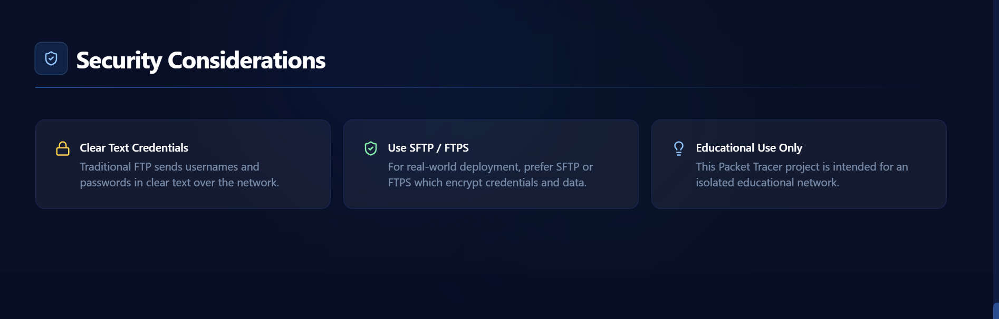 Security Considerations
Clear Text Credentials
Traditional FTP sends usernames and
passwords in clear text over the network.
Use SFTP / FTPS
For real-world deployment, prefer SFTP or
FTPS which encrypt credentials and data.
Educational Use Only
This Packet Tracer project is intended for an
isolated educational network.